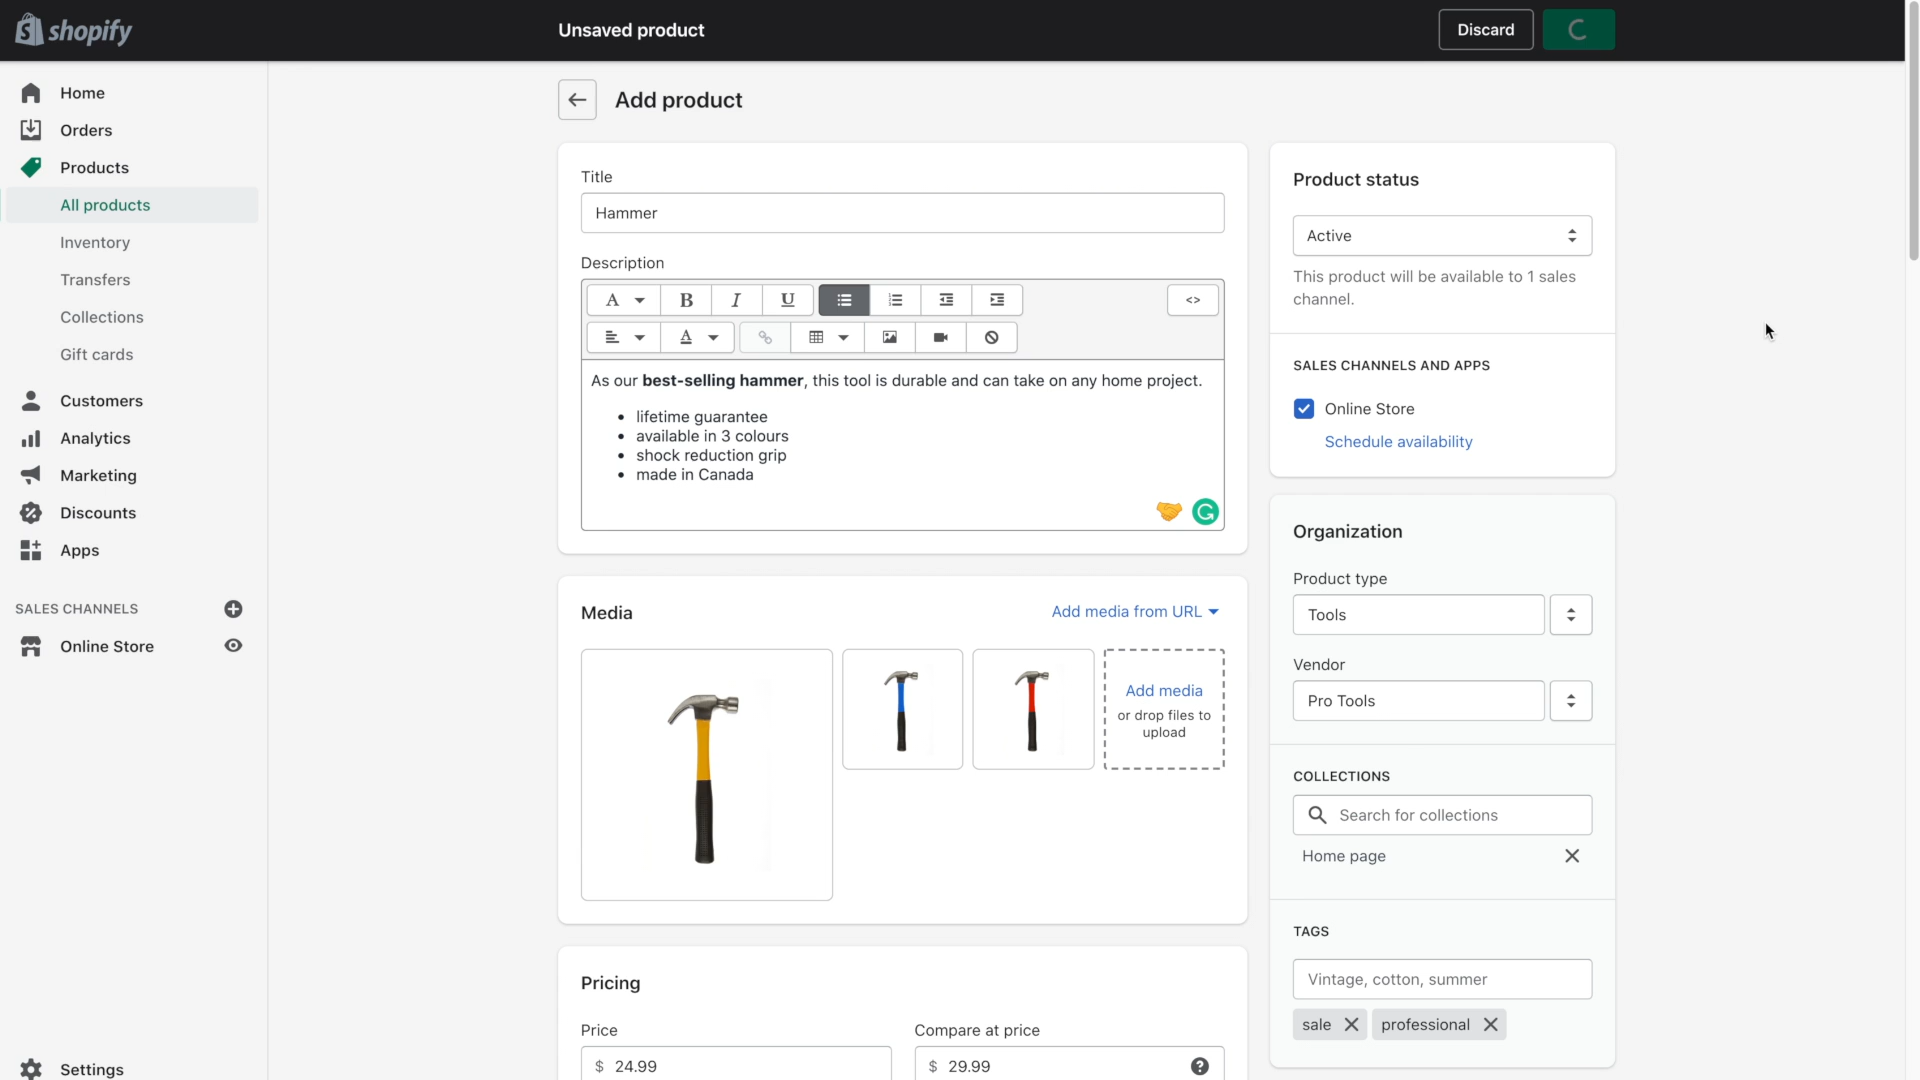 shopify
Unsaved product
Discard
Home
Orders
Products
All products
Inventory
Transfers
Collections
Gift cards
Customers
Analytics
Marketing
Discounts
Apps
SALES CHANNELS
Online Store
Settings
Add product
Title
Hammer
Description
A
B
I
U
<>
A
As our best-selling hammer, this tool is durable and can take on any home project.
• lifetime guarantee
• available in 3 colours
• shock reduction grip
• made in Canada
Media
Add media from URL
Add media
or drop files to
upload
Pricing
Price
Compare at price
$ 24.99
$ 29.99
Product status
Active
This product will be available to 1 sales
channel.
SALES CHANNELS AND APPS
Online Store
Schedule availability
Organization
Product type
Tools
Vendor
Pro Tools
COLLECTIONS
Search for collections
Home page
TAGS
Vintage, cotton, summer
sale
professional